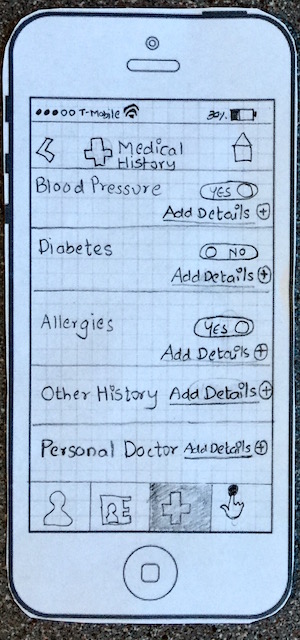 T-Mobile 30%
Medical
History
Blood Pressure YES
Add Details
Diabetes NO
Add Details
Allergies YES
Add Details
Other History Add Details
Personal Doctor Add Details